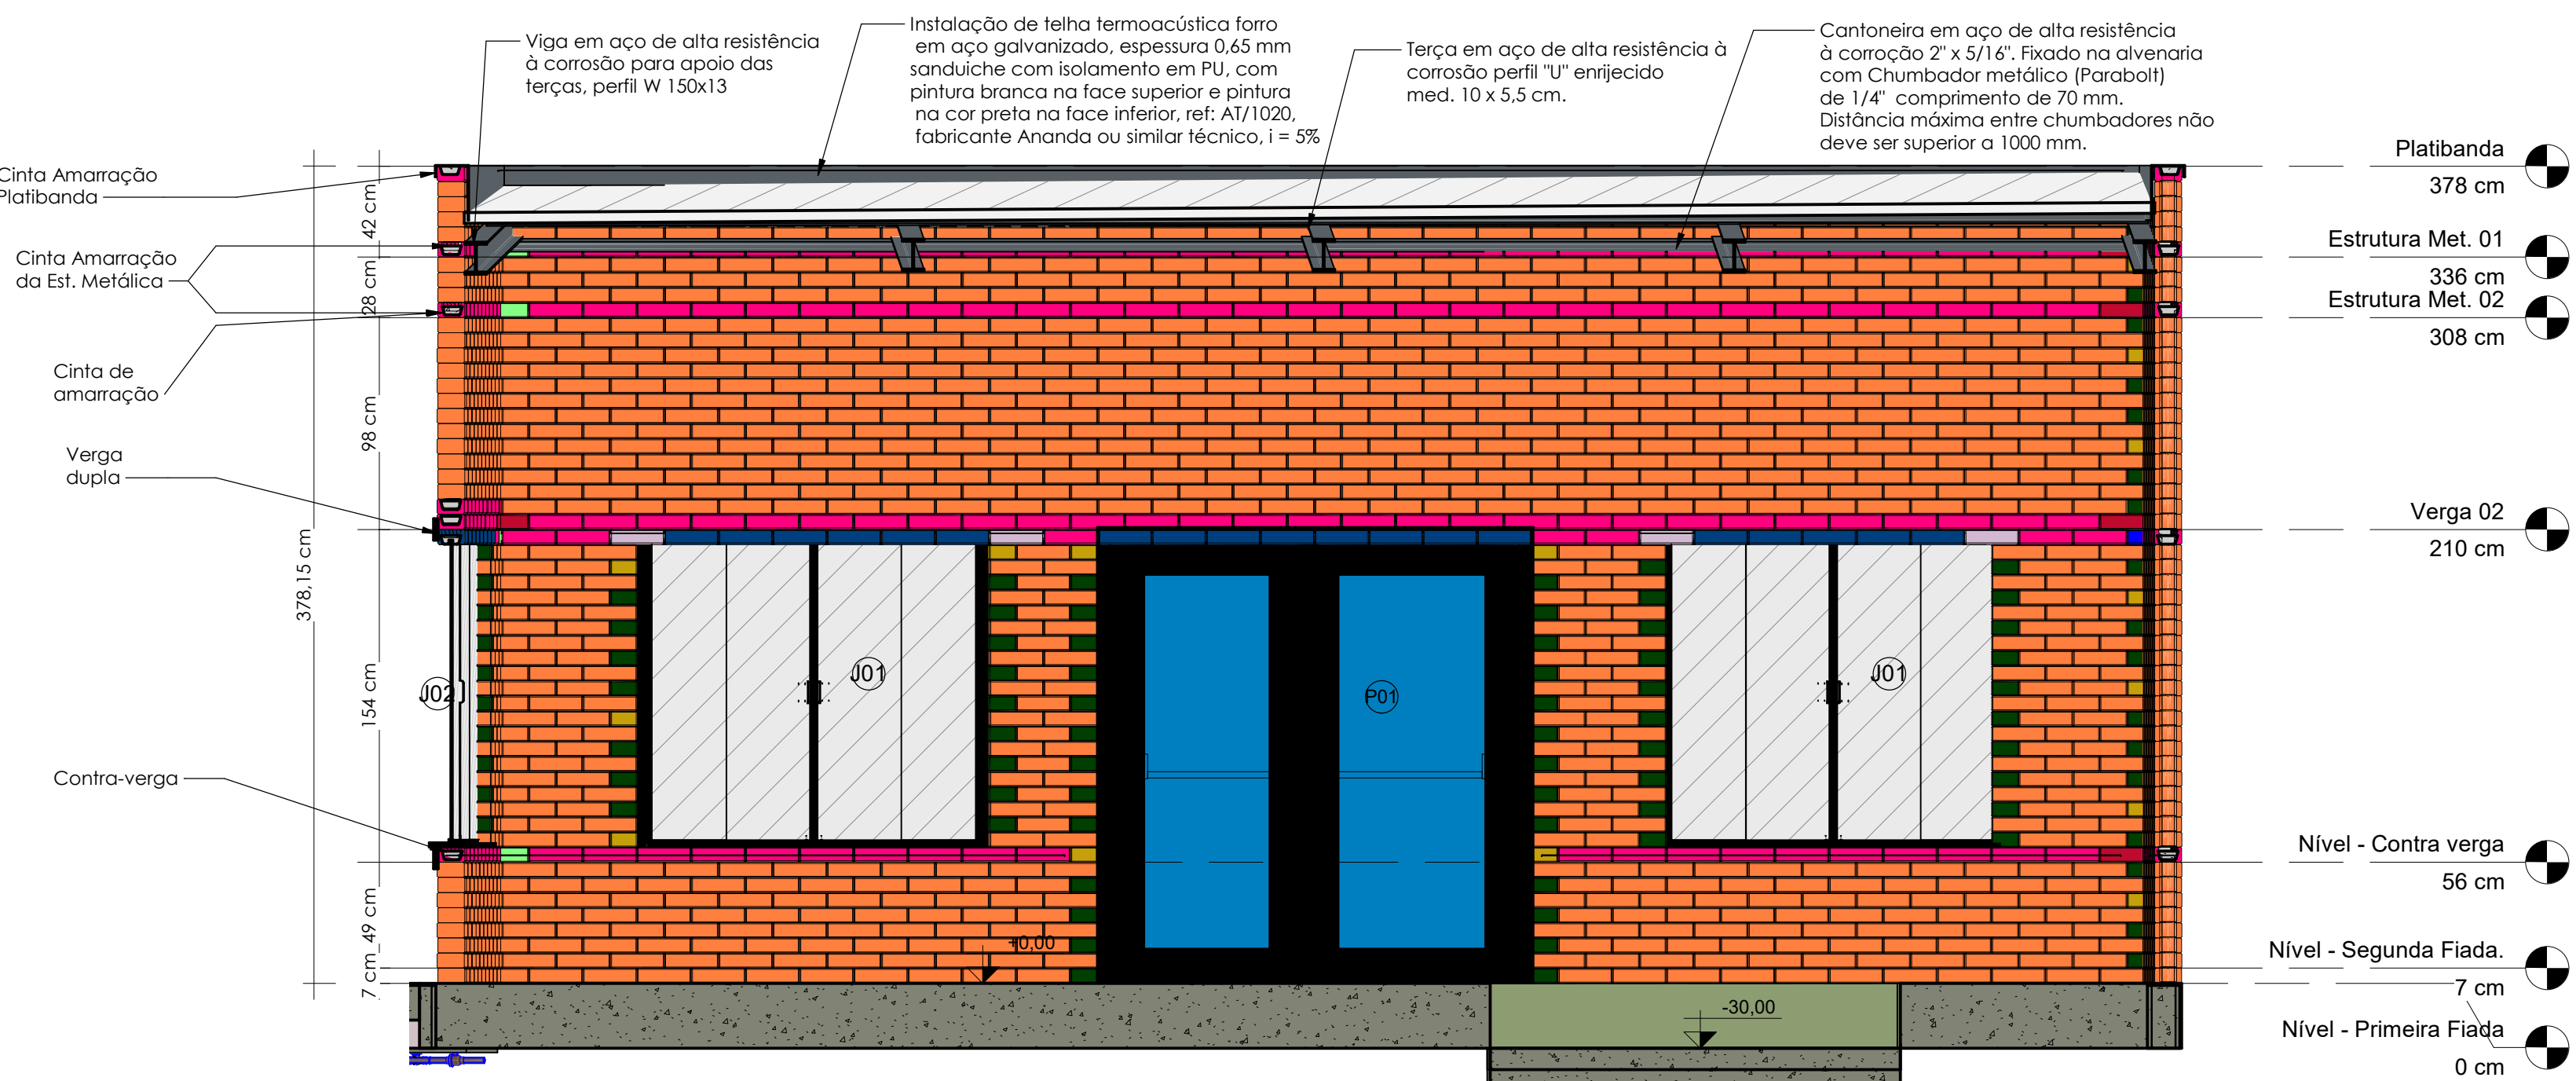 Viga em aço de alta resistência
à corrosão para apoio das
terças, perfil W 150x13
Instalação de telha termoacústica forro
em aço galvanizado, espessura 0,65 mm
sanduiche com isolamento em PU, com
pintura branca na face superior e pintura
na cor preta na face inferior, ref: AT/1020,
fabricante Ananda ou similar técnico, i = 5%
Terça em aço de alta resistência à
corrosão perfil "U" enrijecido
med. 10 x 5,5 cm.
Cantoneira em aço de alta resistência
à corroção 2" x 5/16". Fixado na alvenaria
com Chumbador metálico (Parabolt)
de 1/4" comprimento de 70 mm.
Distância máxima entre chumbadores não
deve ser superior a 1000 mm.
Cinta Amarração
Platibanda
Cinta Amarração
da Est. Metálica
Cinta de
amarração
Verga
dupla
Contra-verga
378,15 cm
42 cm
28 cm
98 cm
154 cm
49 cm
7 cm
J02
J01
P01
J01
+0,00
-30,00
Platibanda
378 cm
Estrutura Met. 01
336 cm
Estrutura Met. 02
308 cm
Verga 02
210 cm
Nível - Contra verga
56 cm
Nível - Segunda Fiada.
7 cm
Nível - Primeira Fiada
0 cm